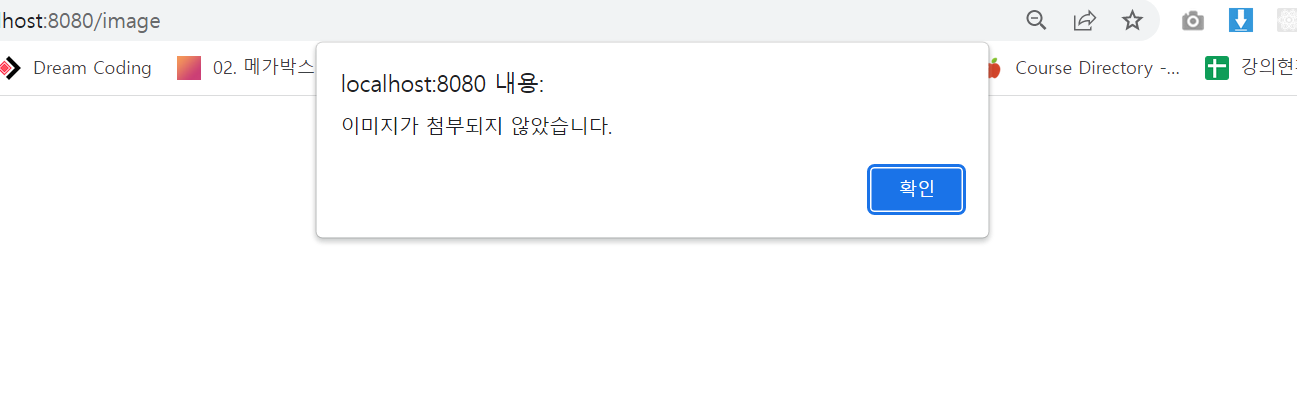 lhost:8080/image
Dream Coding 02. 메가박스 Course Directory -... 강의현
localhost:8080 내용:
이미지가 첨부되지 않았습니다.
확인